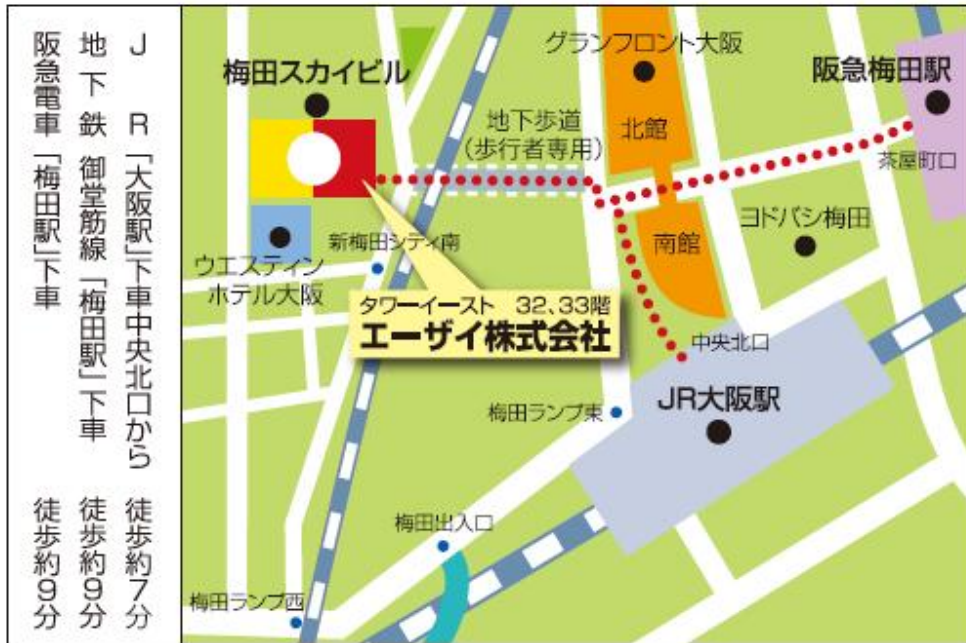 J R 「大阪駅」下車中央北口から 徒歩約7分
地下鉄 御堂筋線 「梅田駅」下車 徒歩約9分
阪急電車 「梅田駅」下車 徒歩約9分
グランフロント大阪
梅田スカイビル
阪急梅田駅
地下歩道
(歩行者専用)
北館
茶屋町口
ヨドバシ梅田
南館
新梅田シティ南
ウエスティン
ホテル大阪
タワーイースト 32、33階
エーザイ株式会社
中央北口
JR大阪駅
梅田ランプ東
梅田出入口
梅田ランプ西